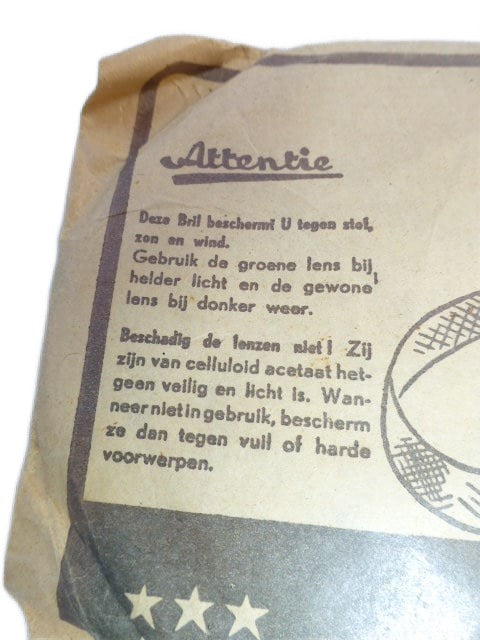 Attentie
Deze Bril beschermt U tegen stof,
zon en wind.
Gebruik de groene lens bij
helder licht en de gewone
lens bij donker weer.
Beschadig de lenzen niet! Zij
zijn van celluloid acetaat het-
geen veilig en licht is. Wan-
neer niet in gebruik, bescherm
ze dan tegen vuil of harde
voorwerpen.